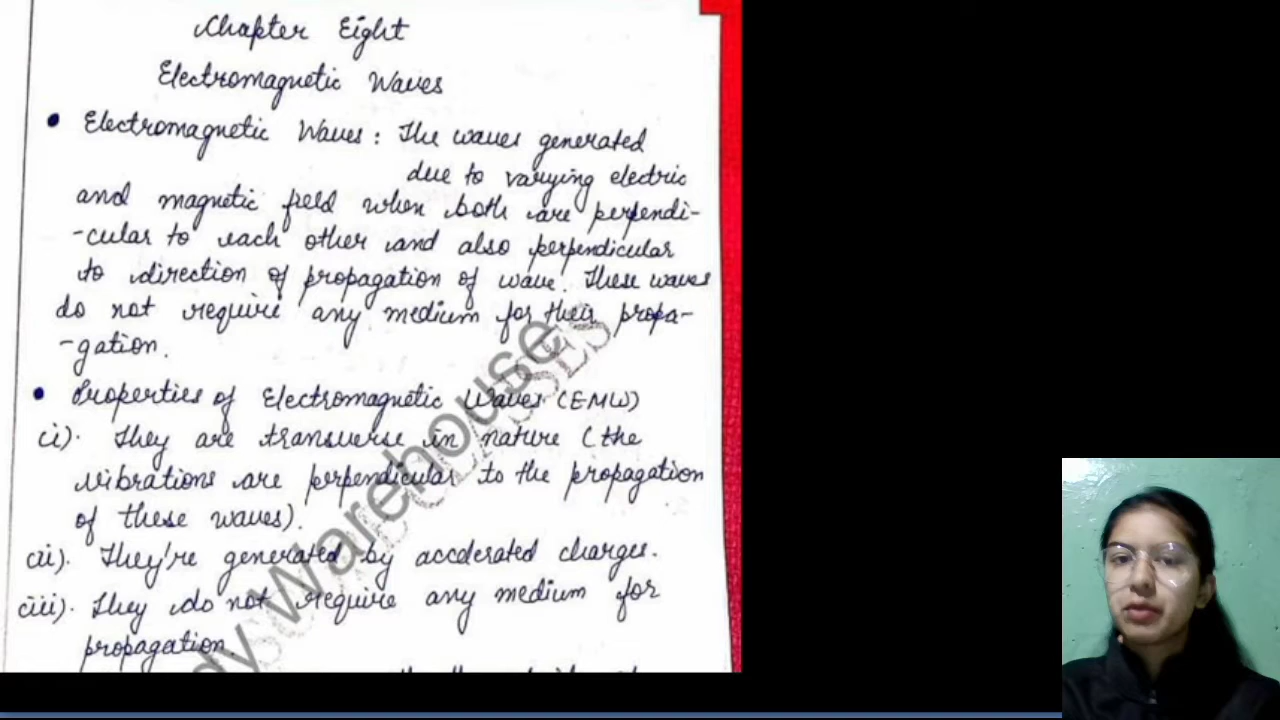 Chapter Eight
Electromagnetic Waves
• Electromagnetic Waves: The waves generated
due to varying electric
and magnetic field when both are perpendi-
-cular to each other and also perpendicular
to direction of propagation of wave. These waves
do not require any medium for their propa-
-gation.
• Properties of Electromagnetic Waves (EMW)
(i). They are transverse in nature (the
vibrations are perpendicular to the propagation
of these waves).
(ii). They're generated by accelerated charges.
(iii). They do not require any medium for
propagation.
dy Warehouse
CLASSES